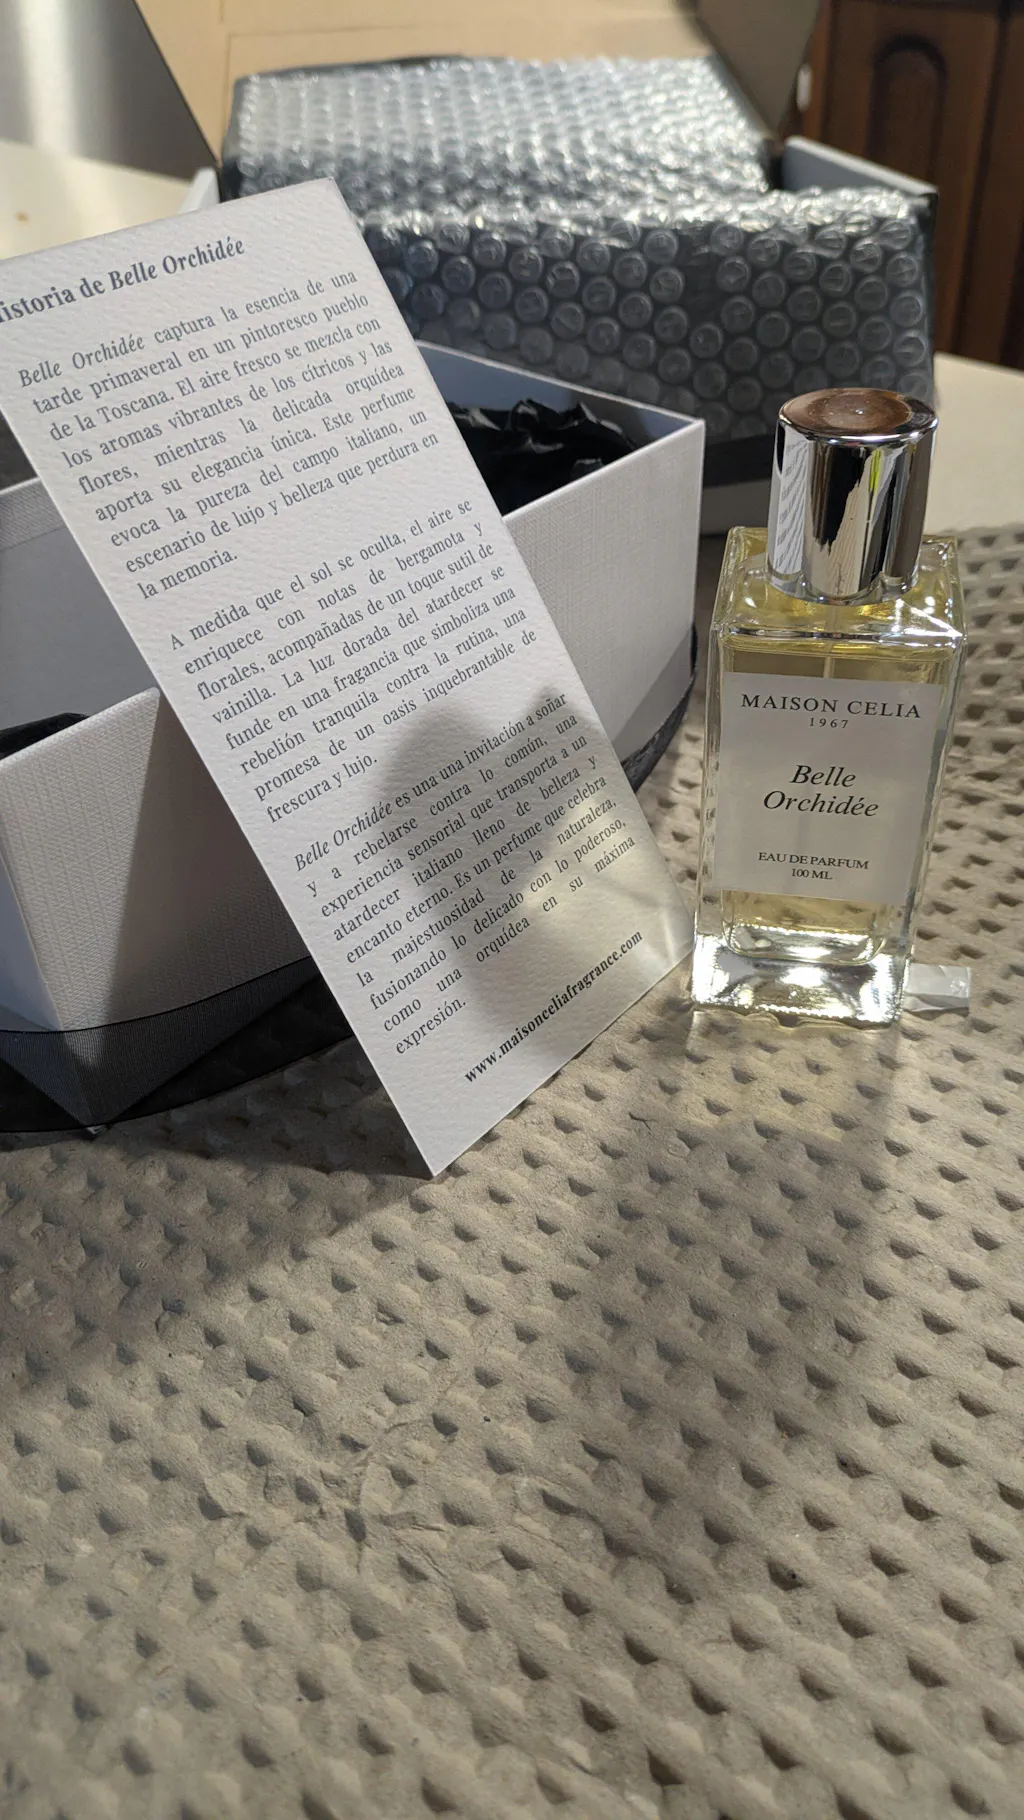 istoria de Belle Orchidée
Belle Orchidée captura la esencia de una
tarde primaveral en un pintoresco pueblo
de la Toscana. El aire fresco se mezcla con
los aromas vibrantes de los cítricos y las
flores, mientras la delicada orquídea
aporta su elegancia única. Este perfume
evoca la pureza del campo italiano, un
escenario de lujo y belleza que perdura en
la memoria.
A medida que el sol se oculta, el aire se
enriquece con notas de bergamota y
florales, acompañadas de un toque sutil de
vainilla. La luz dorada del atardecer se
funde en una fragancia que simboliza una
rebelión tranquila contra la rutina, una
promesa de un oasis inquebrantable de
frescura y lujo.
Belle Orchidée es una una invitación a soñar
y a rebelarse contra lo común, una
experiencia sensorial que transporta a un
atardecer italiano lleno de belleza y
encanto eterno. Es un perfume que celebra
la majestuosidad de la naturaleza,
fusionando lo delicado con lo poderoso,
como una orquídea en su máxima
expresión.
www.maisonceliafragrance.com
MAISON CELIA
1967
Belle
Orchidée
EAU DE PARFUM
100 ML